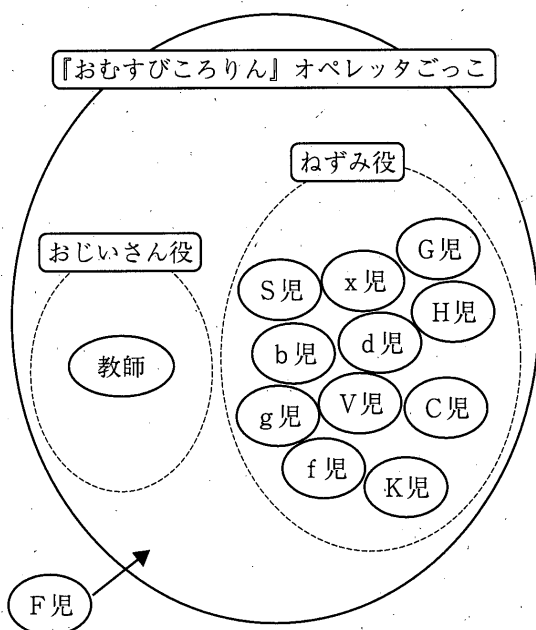 『おむすびころりん』オペレッタごっこ
ねずみ役
おじいさん役
G児
S児
x児
H児
b児
d児
教師
g児
V児
C児
f児
K児
F児